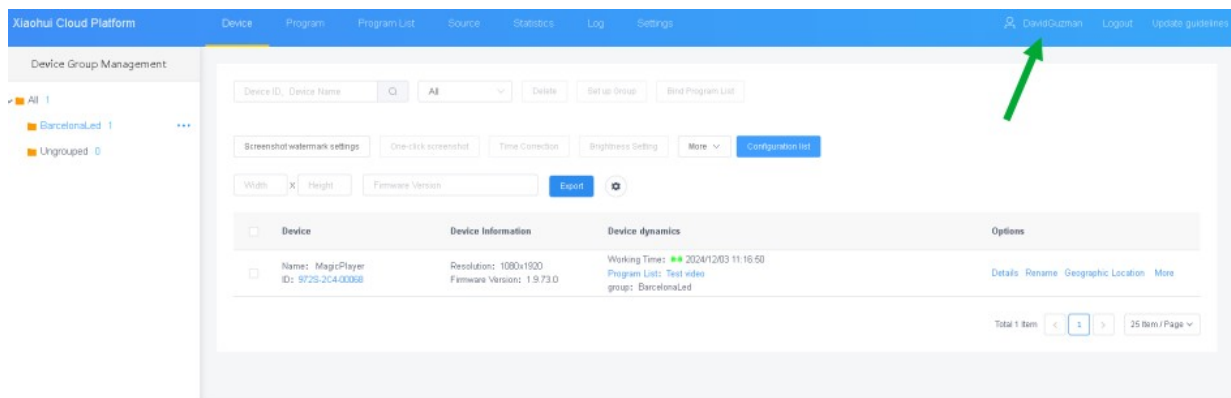 Xiaohui Cloud Platform Device Program Program List Source Statistics Log Settings DavidGuzman Logout Update guidelines
Device Group Management
All 1
BarcelonaLed 1 •••
Ungrouped 0
Device ID, Device Name All Delete Set up Group Bind Program List
Screenshot watermark settings One-click screenshot Time Correction Brightness Setting More Configuration list
Width X Height Firmware Version Export
Device Device Information Device dynamics Options
Name: MagicPlayer
ID: 972S-2C4-00068
Resolution: 1080x1920
Firmware Version: 1.9.73.0
Working Time: 2024/12/03 11:16:50
Program List: Test video
group: BarcelonaLed
Details Rename Geographic Location More
Total 1 item < 1 > 25 item / Page